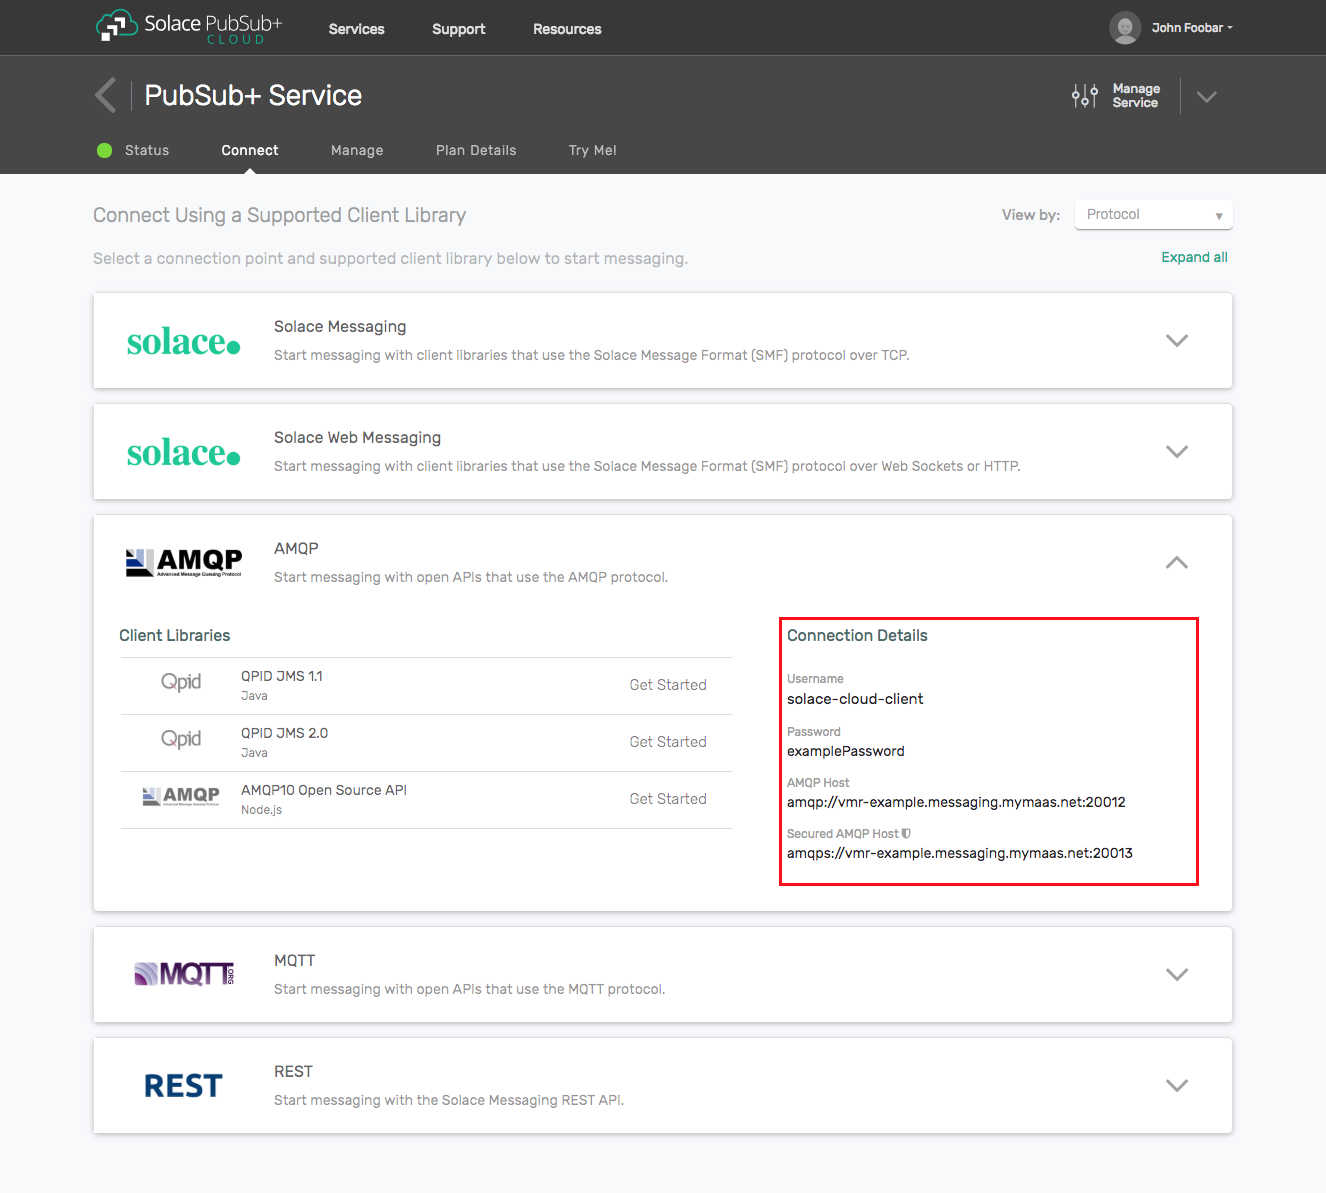 Solace PubSub+
CLOUD
Services
Support
Resources
John Foobar
PubSub+ Service
Manage
Service
Status
Connect
Manage
Plan Details
Try Me!
Connect Using a Supported Client Library
View by:
Protocol
Select a connection point and supported client library below to start messaging.
Expand all
solace.
Solace Messaging
Start messaging with client libraries that use the Solace Message Format (SMF) protocol over TCP.
solace.
Solace Web Messaging
Start messaging with client libraries that use the Solace Message Format (SMF) protocol over Web Sockets or HTTP.
AMQP
Advanced Message Queuing Protocol
AMQP
Start messaging with open APIs that use the AMQP protocol.
Client Libraries
Qpid
QPID JMS 1.1
Java
Get Started
Qpid
QPID JMS 2.0
Java
Get Started
AMQP
Advanced Message Queuing Protocol
AMQP10 Open Source API
Node.js
Get Started
Connection Details
Username
solace-cloud-client
Password
examplePassword
AMQP Host
amqp://vmr-example.messaging.mymaas.net:20012
Secured AMQP Host
amqps://vmr-example.messaging.mymaas.net:20013
MQTT.ORG
MQTT
Start messaging with open APIs that use the MQTT protocol.
REST
REST
Start messaging with the Solace Messaging REST API.